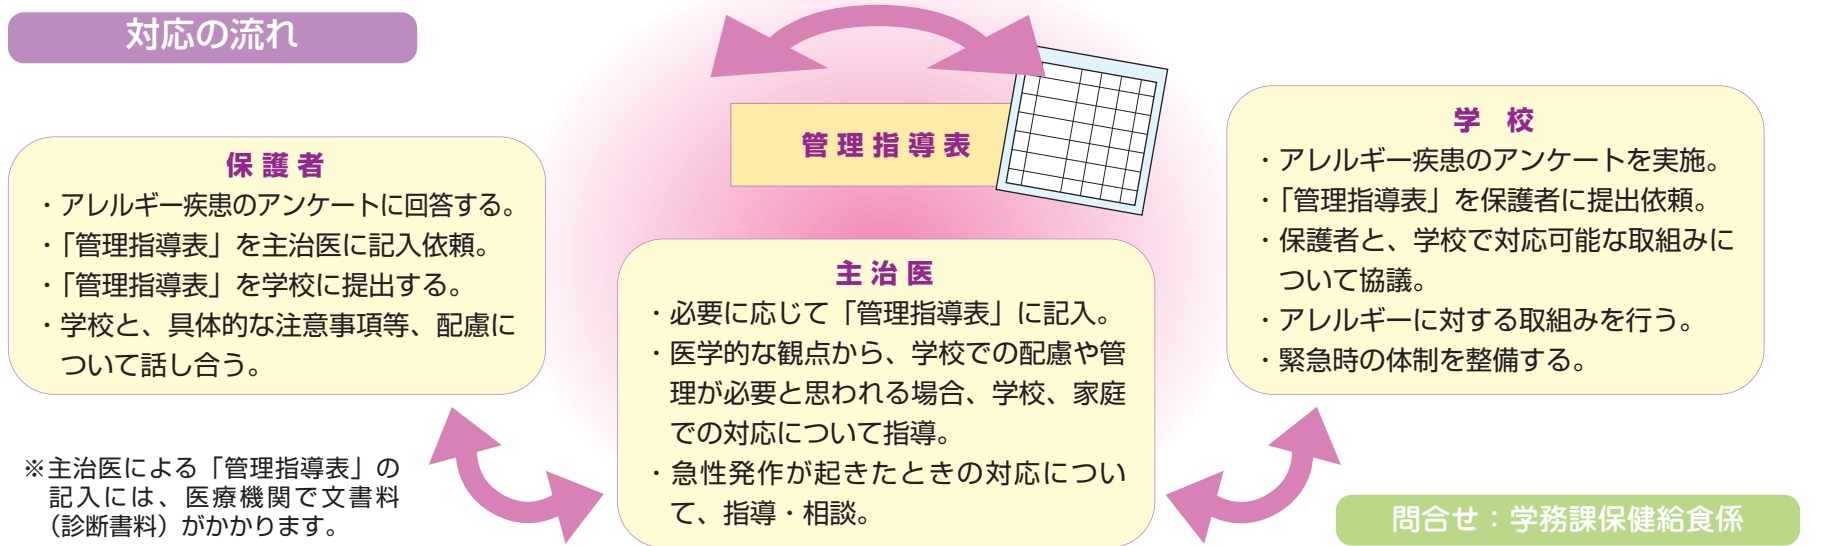 対応の流れ
管理指導表
保護者
・アレルギー疾患のアンケートに回答する。
・「管理指導表」を主治医に記入依頼。
・「管理指導表」を学校に提出する。
・学校と、具体的な注意事項等、配慮に
ついて話し合う。
※主治医による「管理指導表」の
記入には、医療機関で文書料
（診断書料）がかかります。
主治医
・必要に応じて「管理指導表」に記入。
・医学的な観点から、学校での配慮や管
理が必要と思われる場合、学校、家庭
での対応について指導。
・急性発作が起きたときの対応につい
て、指導・相談。
学 校
・アレルギー疾患のアンケートを実施。
・「管理指導表」を保護者に提出依頼。
・保護者と、学校で対応可能な取組みに
ついて協議。
・アレルギーに対する取組みを行う。
・緊急時の体制を整備する。
問合せ：学務課保健給食係